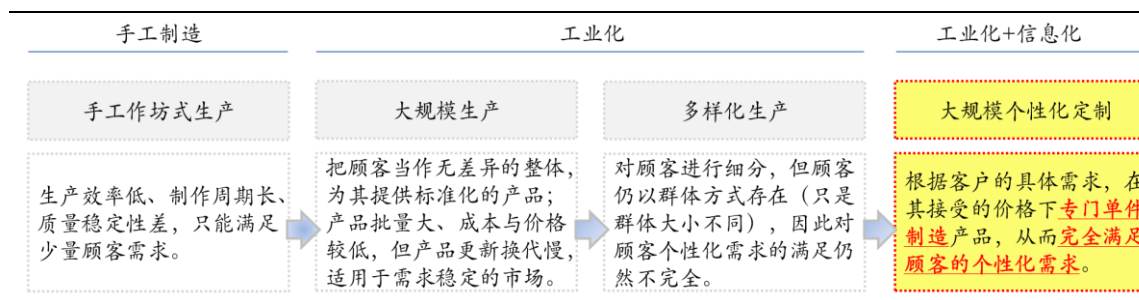 手工制造
工业化
工业化+信息化
手工作坊式生产
大规模生产
多样化生产
大规模个性化定制
生产效率低、制作周期长、
质量稳定性差，只能满足
少量顾客需求。
把顾客当作无差异的整体，
为其提供标准化的产品；
产品批量大、成本与价格
较低，但产品更新换代慢，
适用于需求稳定的市场。
对顾客进行细分，但顾客
仍以群体方式存在（只是
群体大小不同），因此对
顾客个性化需求的满足仍
然不完全。
根据客户的具体需求，在
其接受的价格下专门单件
制造产品，从而完全满足
顾客的个性化需求。